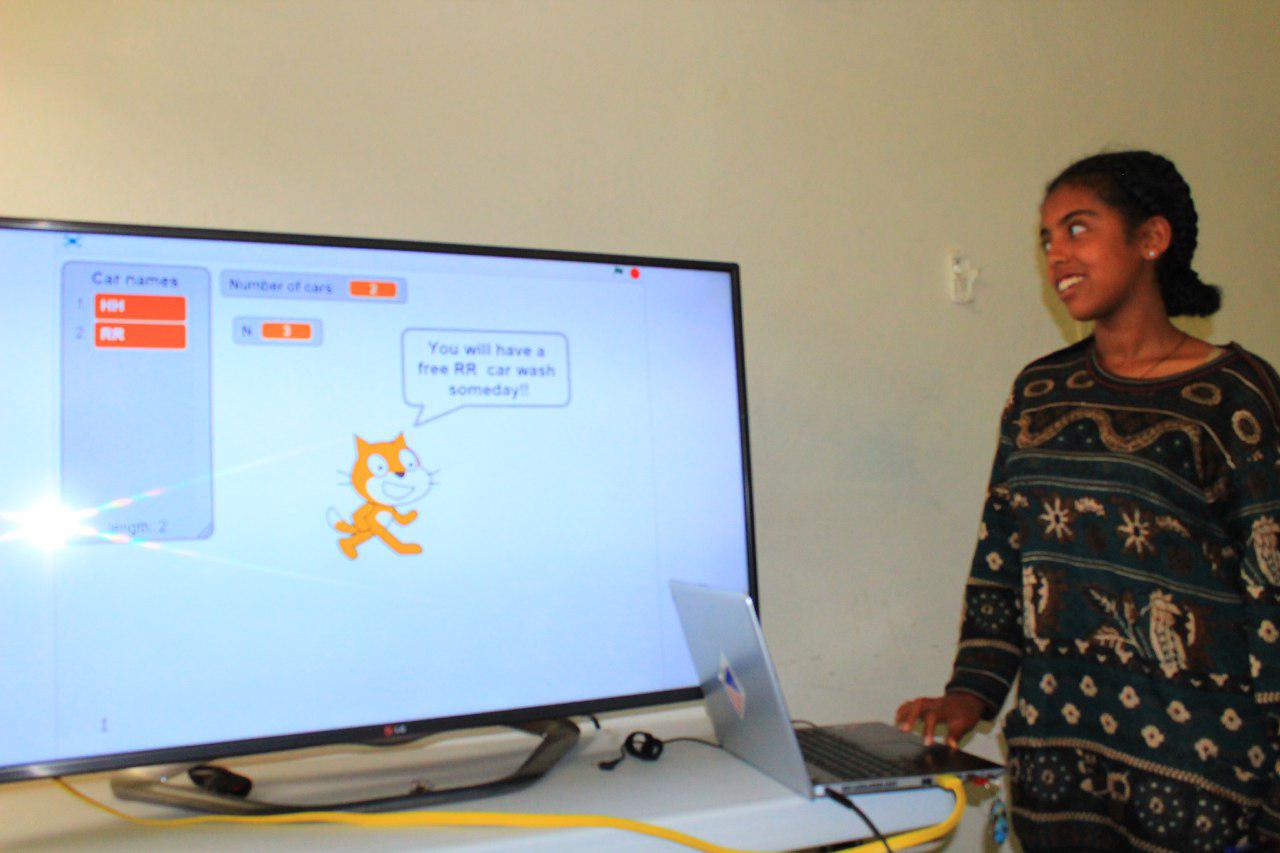 Car names
1 HH
2 RR
length: 2
Number of cars 2
N 3
You will have a
free RR car wash
someday!!
LG